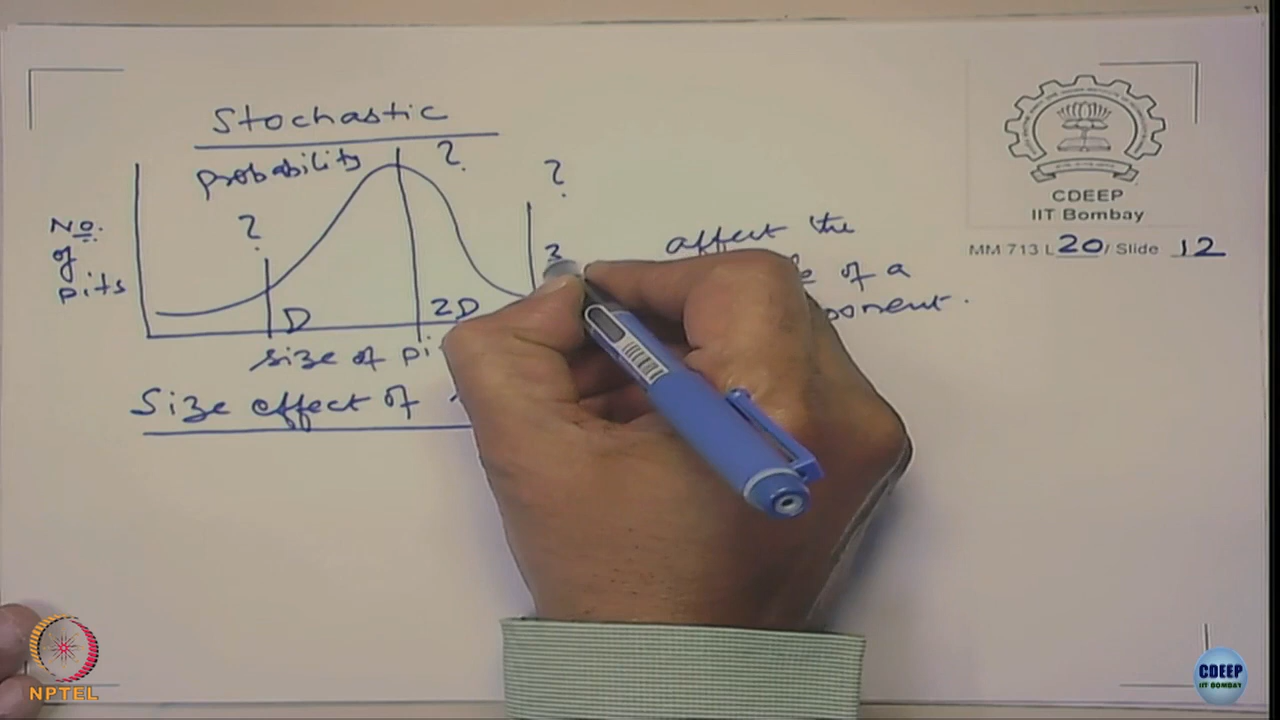 Stochastic
probability
?
?
?
No.
of
pits
D
2D
3
size of
Size effect of
affect the
of a
CDEEP
IIT Bombay
MM 713 L 20 / Slide 12
NPTEL
CDEEP
IIT BOMBAY